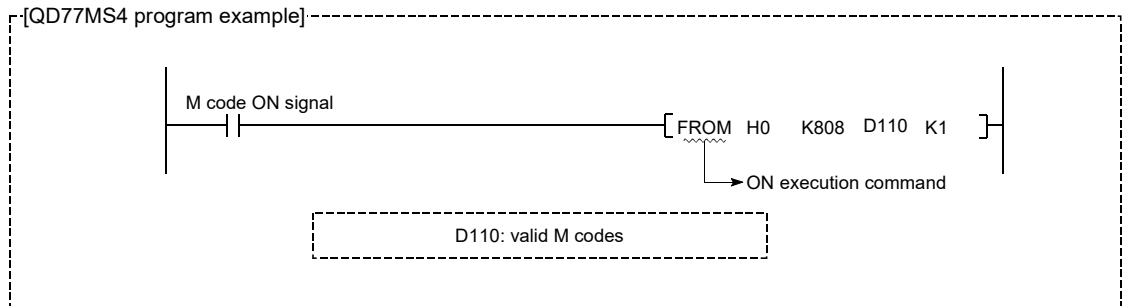 [QD77MS4 program example]
M code ON signal
FROM H0 K808 D110 K1
ON execution command
D110: valid M codes